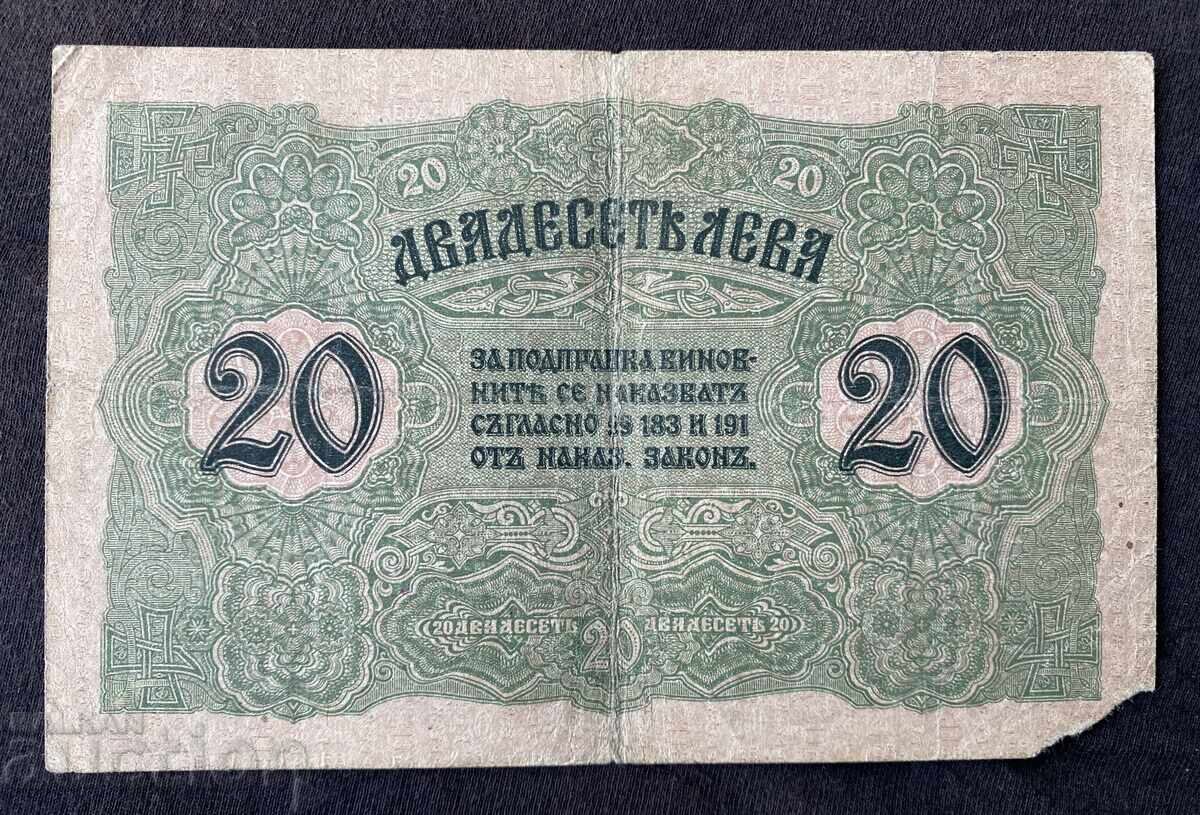 20 20
ДВАДЕСЕТЬ ЛЕВА
20 20
ЗА ПОДПРАВКА ВИНОВ-
НИТѢ СЕ НАКАЗВАТЪ
СЪГЛАСНО §§ 183 И 191
ОТЪ НАКАЗ. ЗАКОНЪ.
20 ДВАДЕСЕТЬ 20 ДВАДЕСЕТЬ 20